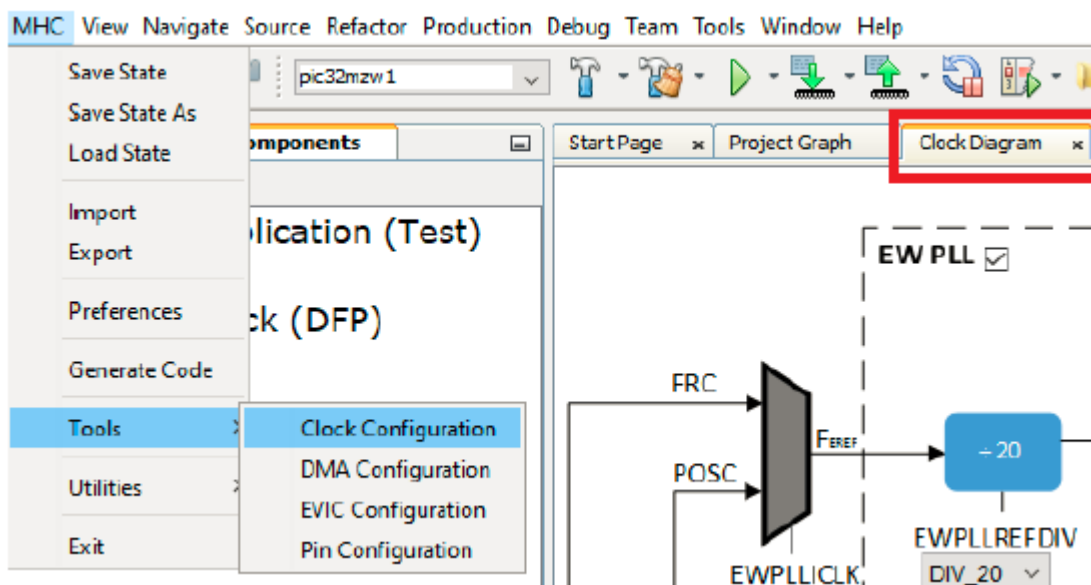 MHC View Navigate Source Refactor Production Debug Team Tools Window Help
Save State
Save State As
Load State
Import
Export
Preferences
Generate Code
Tools
Utilities
Exit
Clock Configuration
DMA Configuration
EVIC Configuration
Pin Configuration
pic32mzw1
omponents
lication (Test)
ck (DFP)
Start Page
Project Graph
Clock Diagram
EW PLL
FRC
POSC
FEREF
÷ 20
EWPLLICLK
EWPLLREFDIV
DIV_20